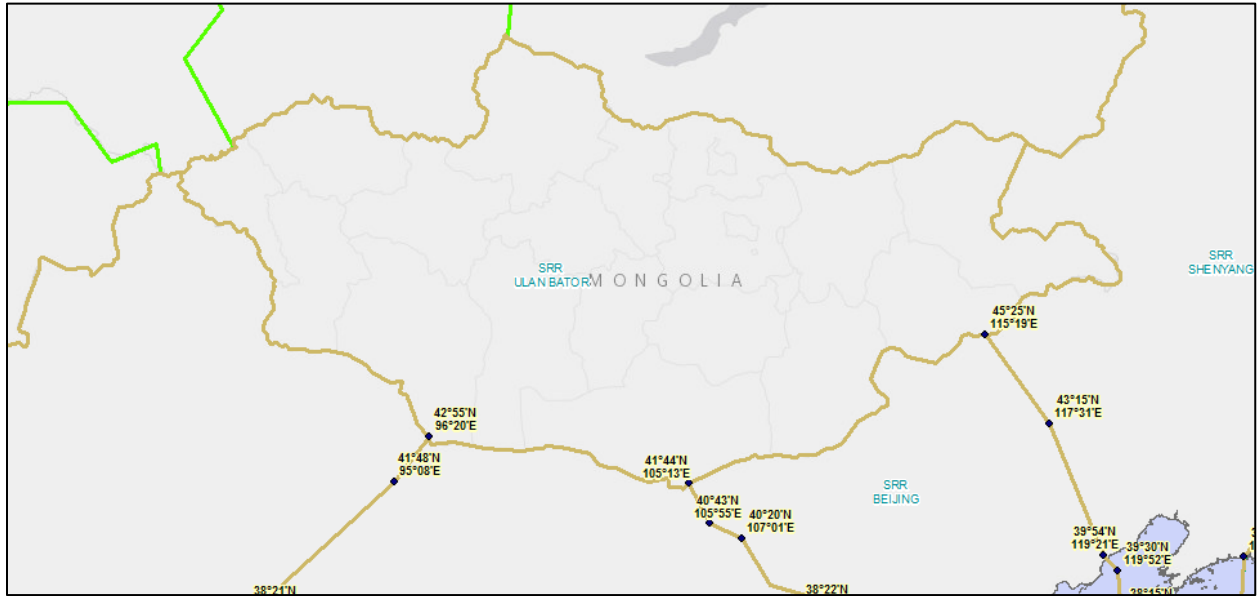 SRR
SHENYANG
SRR
ULAN BATOR
MONGOLIA
45°25'N
115°19'E
43°15'N
117°31'E
42°55'N
96°20'E
41°48'N
95°08'E
41°44'N
105°13'E
SRR
BEIJING
40°43'N
105°55'E
40°20'N
107°01'E
39°54'N
119°21'E
39°30'N
119°52'E
38°21'N
38°22'N
38°15'N